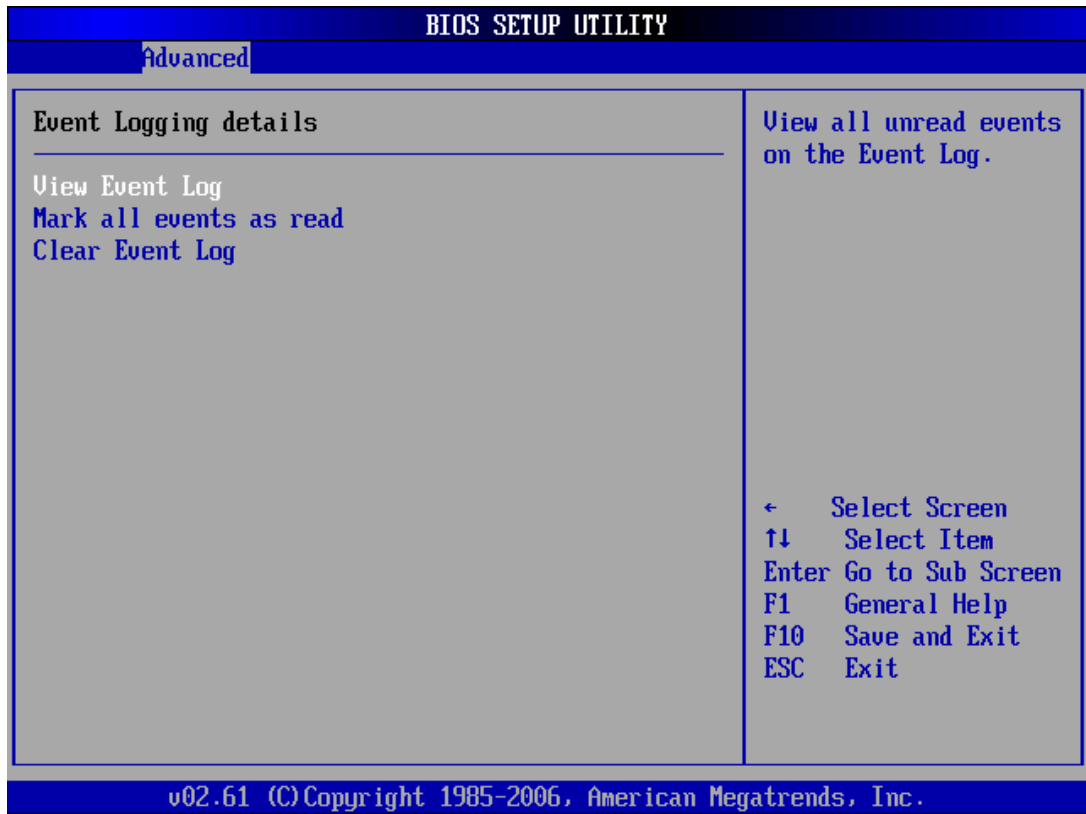 BIOS SETUP UTILITY
Advanced
Event Logging details
View Event Log
Mark all events as read
Clear Event Log
View all unread events
on the Event Log.
← Select Screen
↑↓ Select Item
Enter Go to Sub Screen
F1 General Help
F10 Save and Exit
ESC Exit
v02.61 (C)Copyright 1985-2006, American Megatrends, Inc.